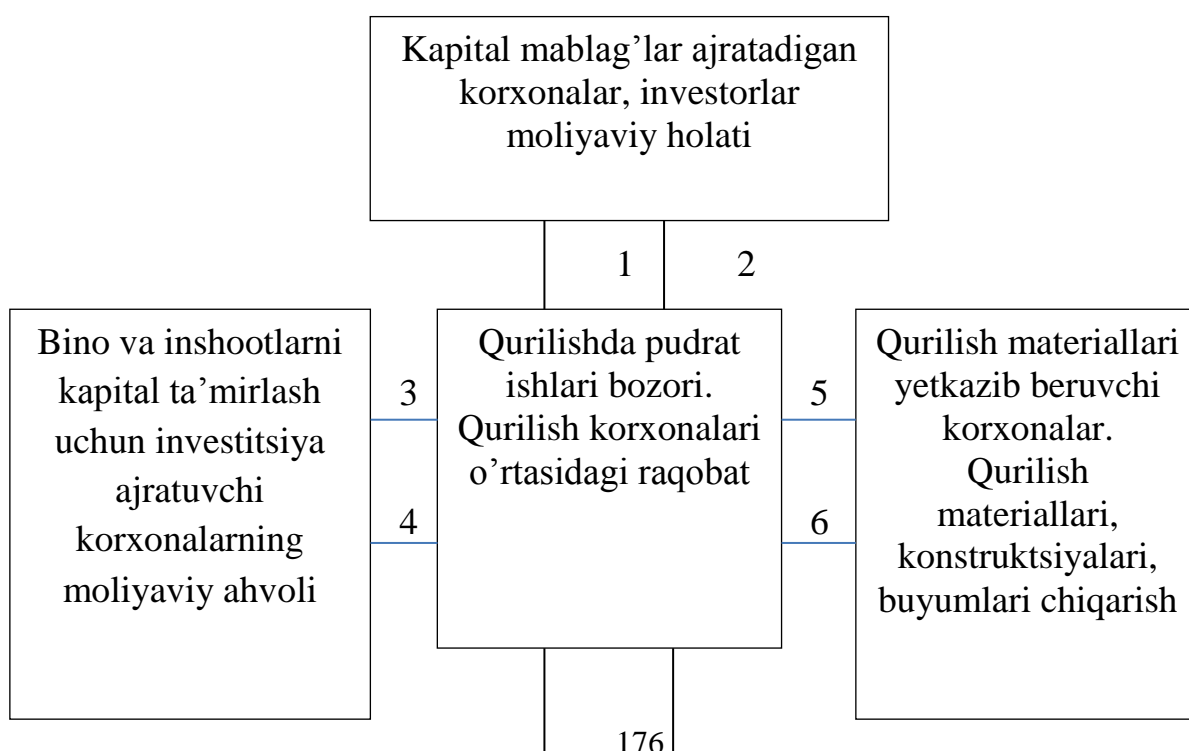 Kapital mablag’lar ajratadigan
korxonalar, investorlar
moliyaviy holati
1 2
Bino va inshootlarni
kapital ta’mirlash
uchun investitsiya
ajratuvchi
korxonalarning
moliyaviy ahvoli
3
4
Qurilishda pudrat
ishlari bozori.
Qurilish korxonalari
o’rtasidagi raqobat
5
6
Qurilish materiallari
yetkazib beruvchi
korxonalar.
Qurilish
materiallari,
konstruktsiyalari,
buyumlari chiqarish
176